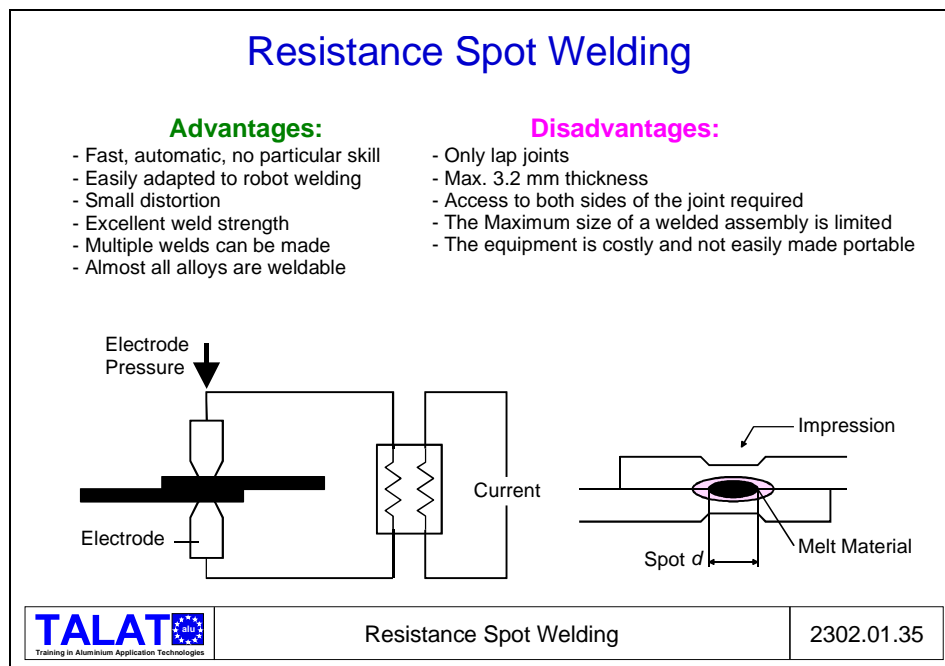 Resistance Spot Welding
Advantages:
- Fast, automatic, no particular skill
- Easily adapted to robot welding
- Small distortion
- Excellent weld strength
- Multiple welds can be made
- Almost all alloys are weldable
Disadvantages:
- Only lap joints
- Max. 3.2 mm thickness
- Access to both sides of the joint required
- The Maximum size of a welded assembly is limited
- The equipment is costly and not easily made portable
Electrode
Pressure
Electrode
Current
Impression
Melt Material
Spot d
TALAT
alu
Training in Aluminium Application Technologies
Resistance Spot Welding
2302.01.35